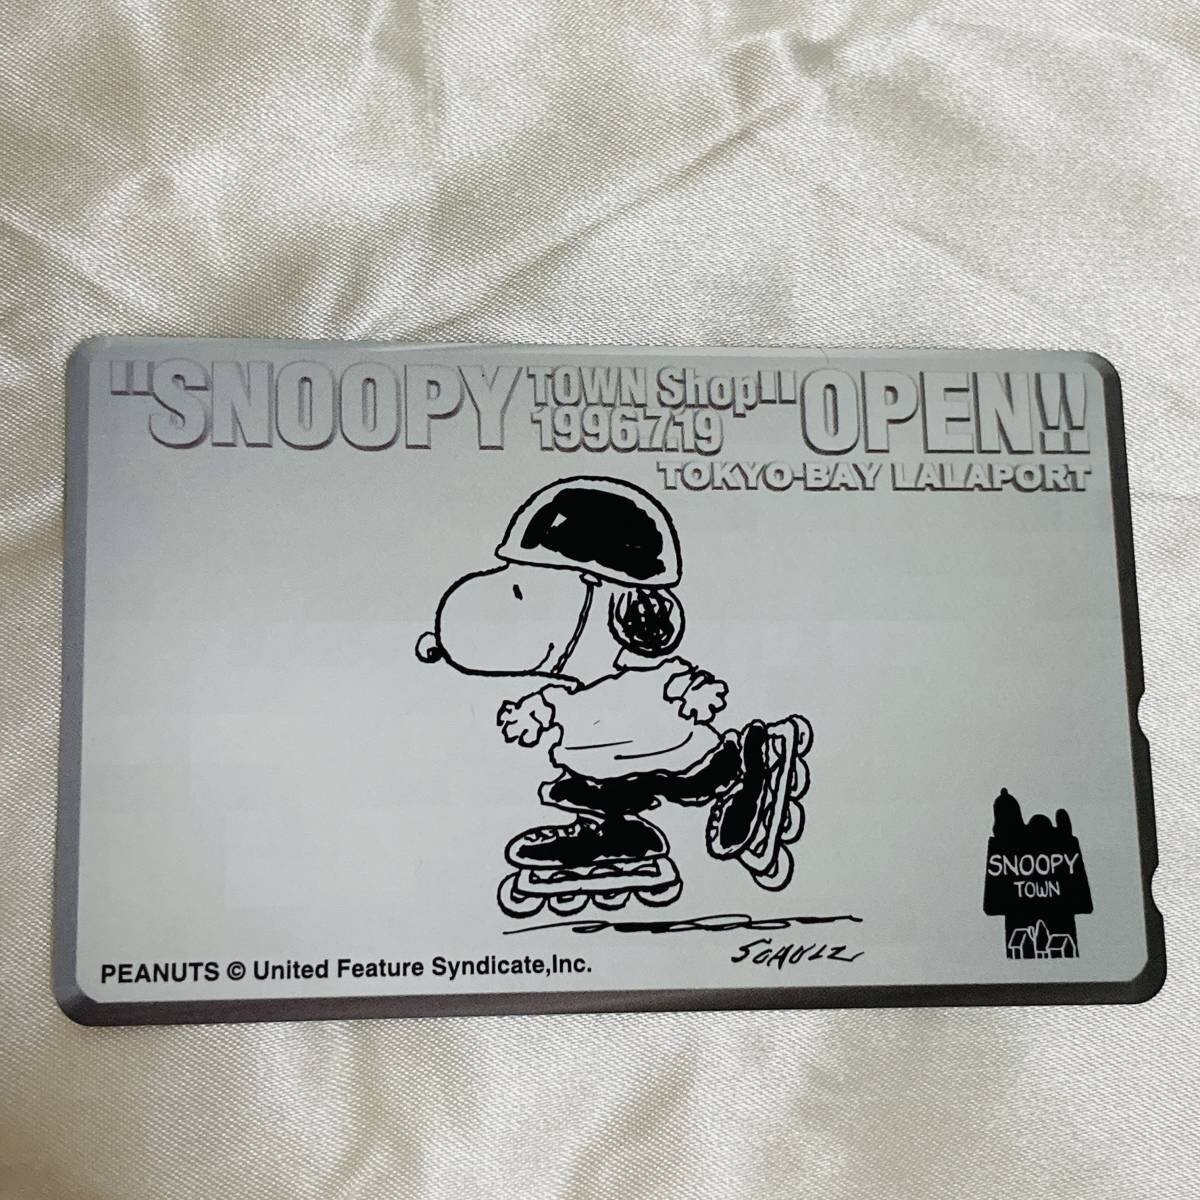 "SNOOPY TOWN Shop" OPEN!!
1996.7.19
TOKYO-BAY LALAPORT
SNOOPY
TOWN
SCHULZ
PEANUTS © United Feature Syndicate,Inc.